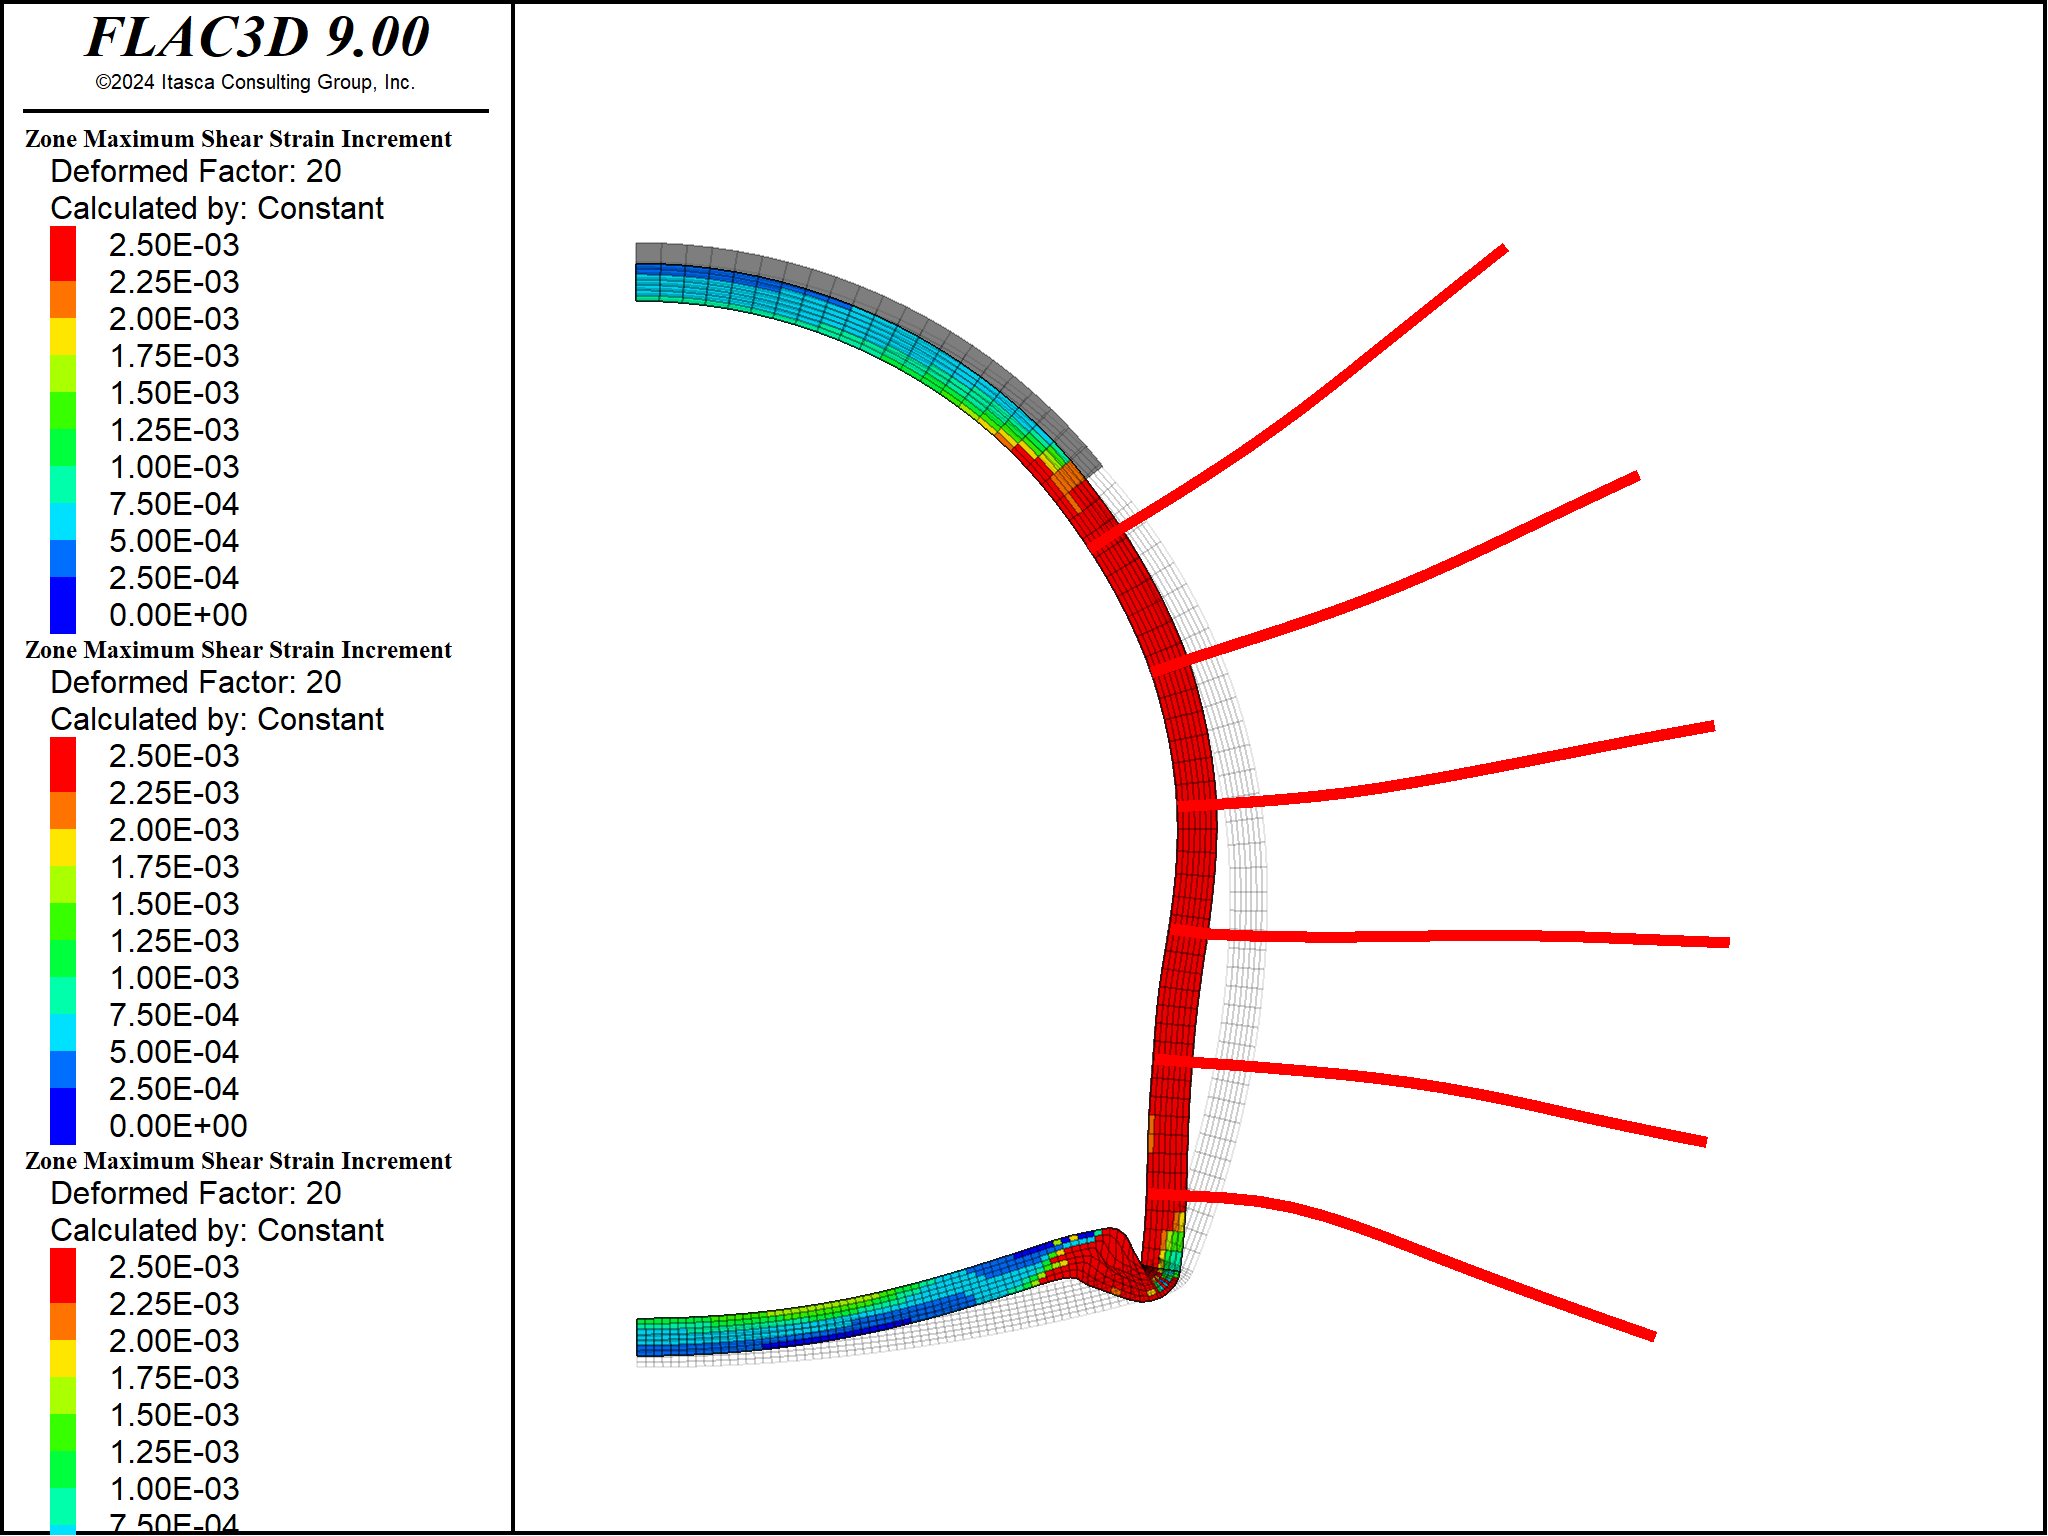 FLAC3D 9.00
©2024 Itasca Consulting Group, Inc.
Zone Maximum Shear Strain Increment
Deformed Factor: 20
Calculated by: Constant
2.50E-03
2.25E-03
2.00E-03
1.75E-03
1.50E-03
1.25E-03
1.00E-03
7.50E-04
5.00E-04
2.50E-04
0.00E+00
Zone Maximum Shear Strain Increment
Deformed Factor: 20
Calculated by: Constant
2.50E-03
2.25E-03
2.00E-03
1.75E-03
1.50E-03
1.25E-03
1.00E-03
7.50E-04
5.00E-04
2.50E-04
0.00E+00
Zone Maximum Shear Strain Increment
Deformed Factor: 20
Calculated by: Constant
2.50E-03
2.25E-03
2.00E-03
1.75E-03
1.50E-03
1.25E-03
1.00E-03
7.50E-04